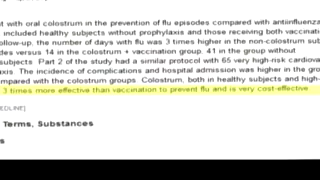 t with oral colostrum in the prevention of flu episodes compared with antiinfluenza
included healthy subjects without prophylaxis and those receiving both vaccinati
ollow-up, the number of days with flu was 3 times higher in the non-colostrum sub
des versus 14 in the colostrum + vaccination group. 41 in the group without
subjects. Part 2 of the study had a similar protocol with 65 very high-risk cardiova
axis. The incidence of complications and hospital admission was higher in the gro
ompared with the colostrum groups. Colostrum, both in healthy subjects and high-
3 times more effective than vaccination to prevent flu and is very cost-effective
EDLINE]
Terms, Substances
s